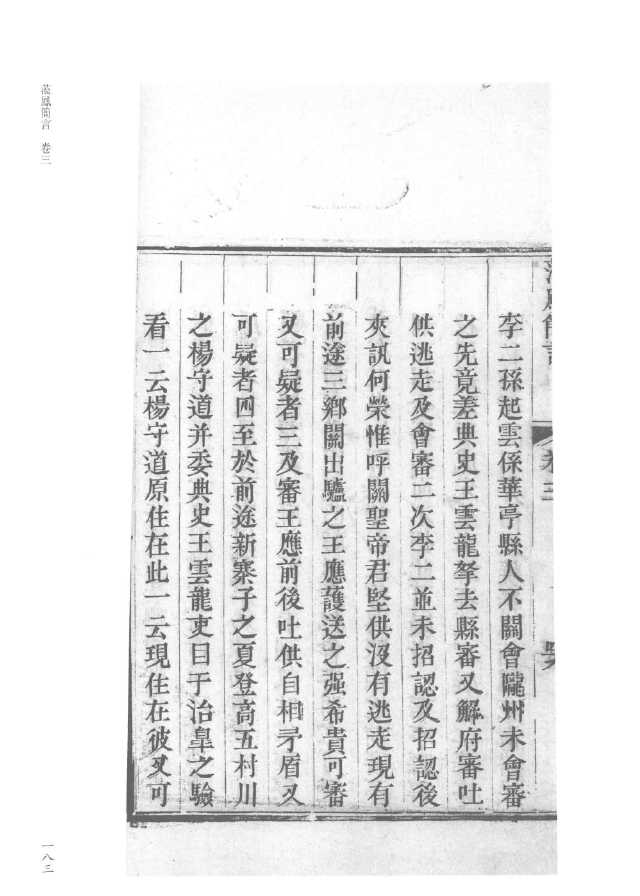 李二孫起雲係華亭縣人不關會隴州未會審
之先竟差典史王雲龍拏去縣審又解府審吐
供逃走及會審二次李二並未招認及招認後
夾訊何榮惟呼關聖帝君堅供沒有逃走現有
前途三鄉關出驢之王應護送之强希貴可審
又可疑者三及審王應前後吐供自相矛盾又
可疑者四至於前途新寨子之夏登高五村川
之楊守道并委典史王雲龍吏目于治皐之驗
看一云楊守道原住在此一云現住在彼又可
卷三
一八三